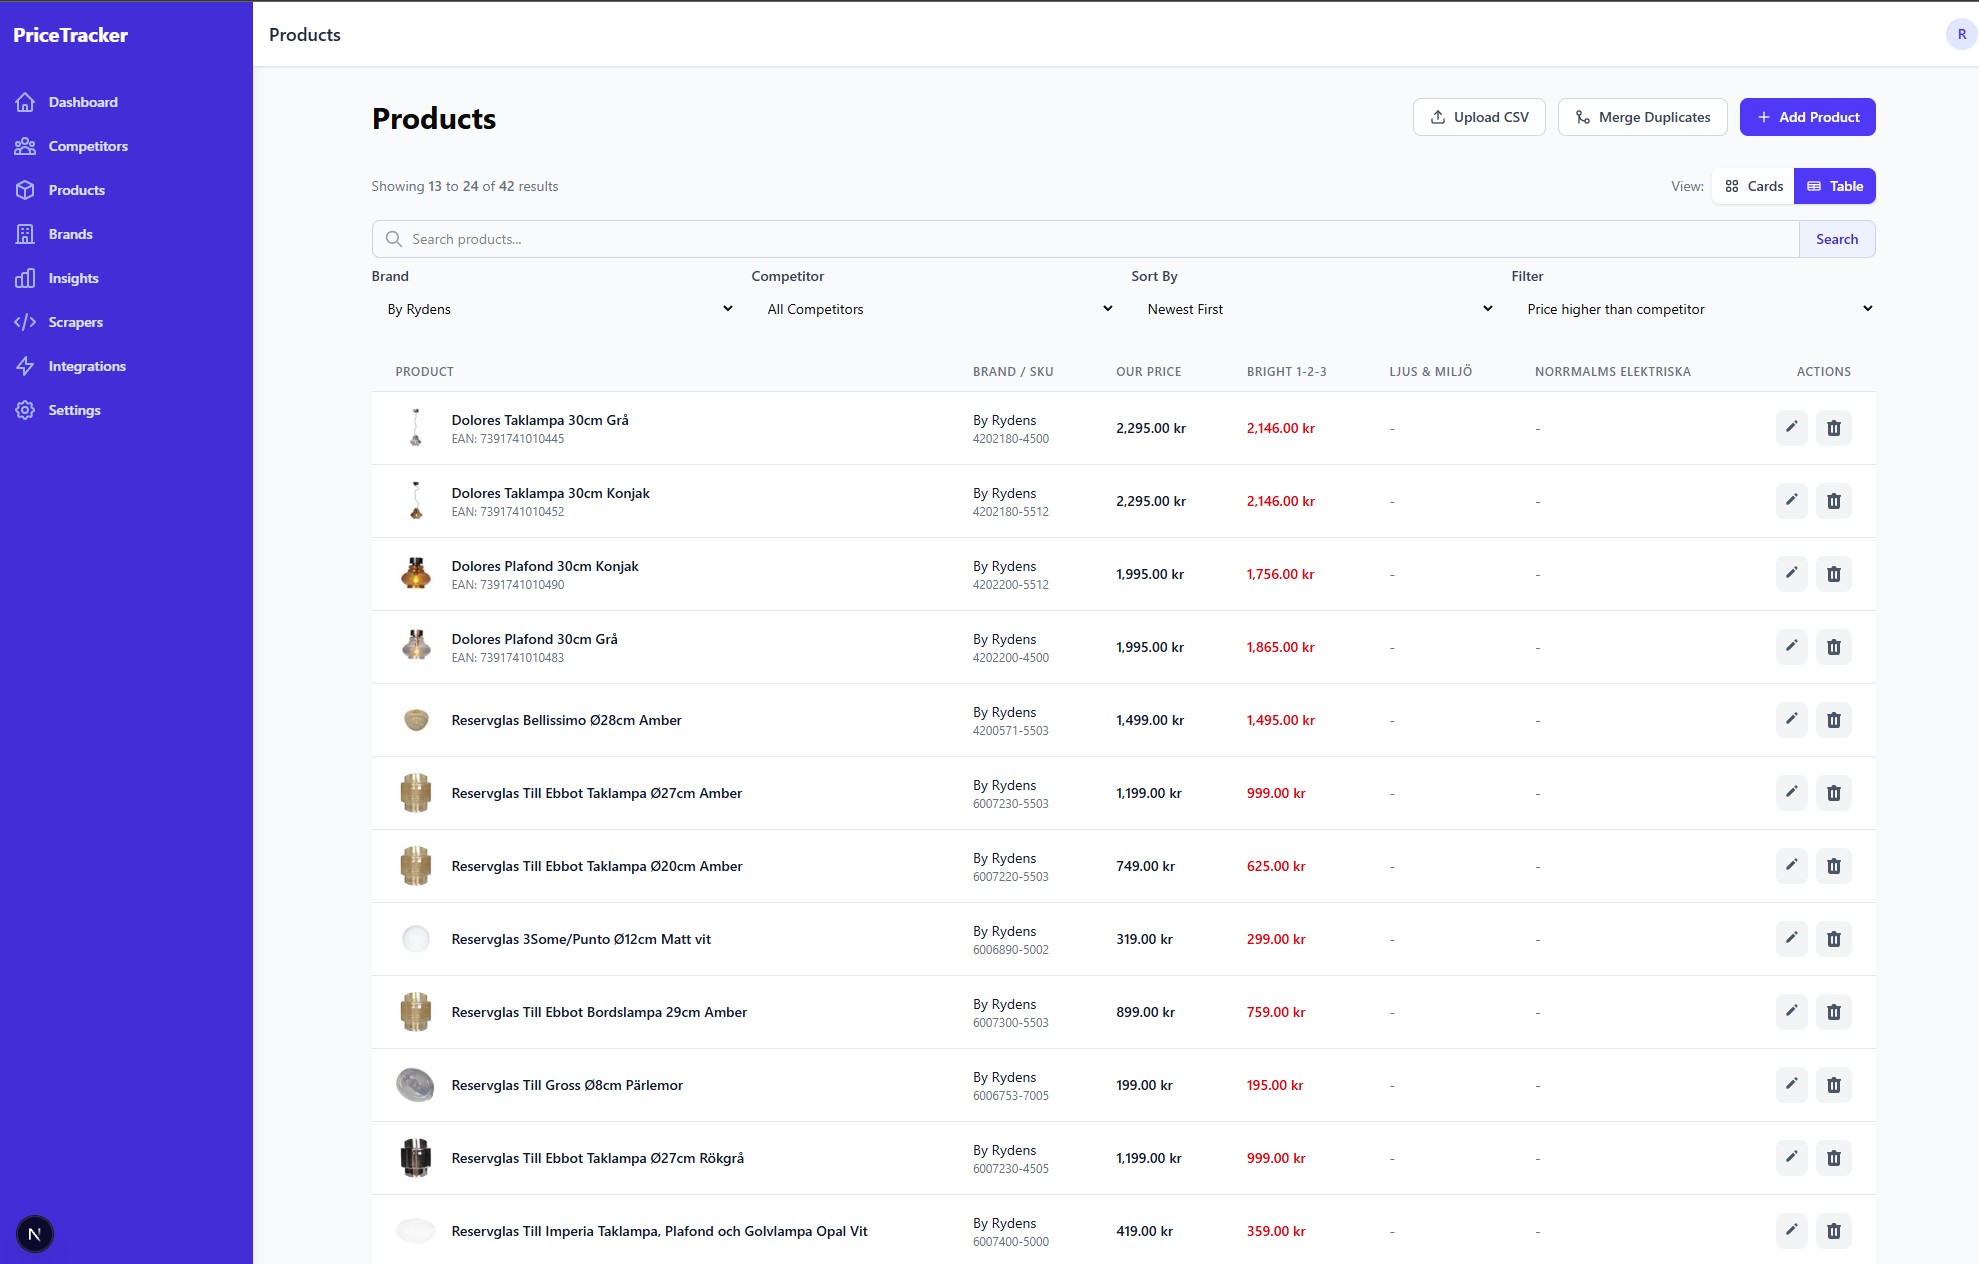 PriceTracker
Dashboard
Competitors
Products
Brands
Insights
Scrapers
Integrations
Settings
N
Products
R
Products
Upload CSV
Merge Duplicates
Add Product
Showing 13 to 24 of 42 results
View:
Cards
Table
Search products...
Search
Brand
Competitor
Sort By
Filter
By Rydens
All Competitors
Newest First
Price higher than competitor
PRODUCT BRAND / SKU OUR PRICE BRIGHT 1-2-3 LJUS & MILJÖ NORRMALMS ELEKTRISKA ACTIONS
Dolores Taklampa 30cm Grå
EAN: 7391741010445
By Rydens
4202180-4500
2,295.00 kr
2,146.00 kr
-
-
Dolores Taklampa 30cm Konjak
EAN: 7391741010452
By Rydens
4202180-5512
2,295.00 kr
2,146.00 kr
-
-
Dolores Plafond 30cm Konjak
EAN: 7391741010490
By Rydens
4202200-5512
1,995.00 kr
1,756.00 kr
-
-
Dolores Plafond 30cm Grå
EAN: 7391741010483
By Rydens
4202200-4500
1,995.00 kr
1,865.00 kr
-
-
Reservglas Bellissimo Ø28cm Amber
By Rydens
4200571-5503
1,499.00 kr
1,495.00 kr
-
-
Reservglas Till Ebbot Taklampa Ø27cm Amber
By Rydens
6007230-5503
1,199.00 kr
999.00 kr
-
-
Reservglas Till Ebbot Taklampa Ø20cm Amber
By Rydens
6007220-5503
749.00 kr
625.00 kr
-
-
Reservglas 3Some/Punto Ø12cm Matt vit
By Rydens
6006890-5002
319.00 kr
299.00 kr
-
-
Reservglas Till Ebbot Bordslampa 29cm Amber
By Rydens
6007300-5503
899.00 kr
759.00 kr
-
-
Reservglas Till Gross Ø8cm Pärlemor
By Rydens
6006753-7005
199.00 kr
195.00 kr
-
-
Reservglas Till Ebbot Taklampa Ø27cm Rökgrå
By Rydens
6007230-4505
1,199.00 kr
999.00 kr
-
-
Reservglas Till Imperia Taklampa, Plafond och Golvlampa Opal Vit
By Rydens
6007400-5000
419.00 kr
359.00 kr
-
-